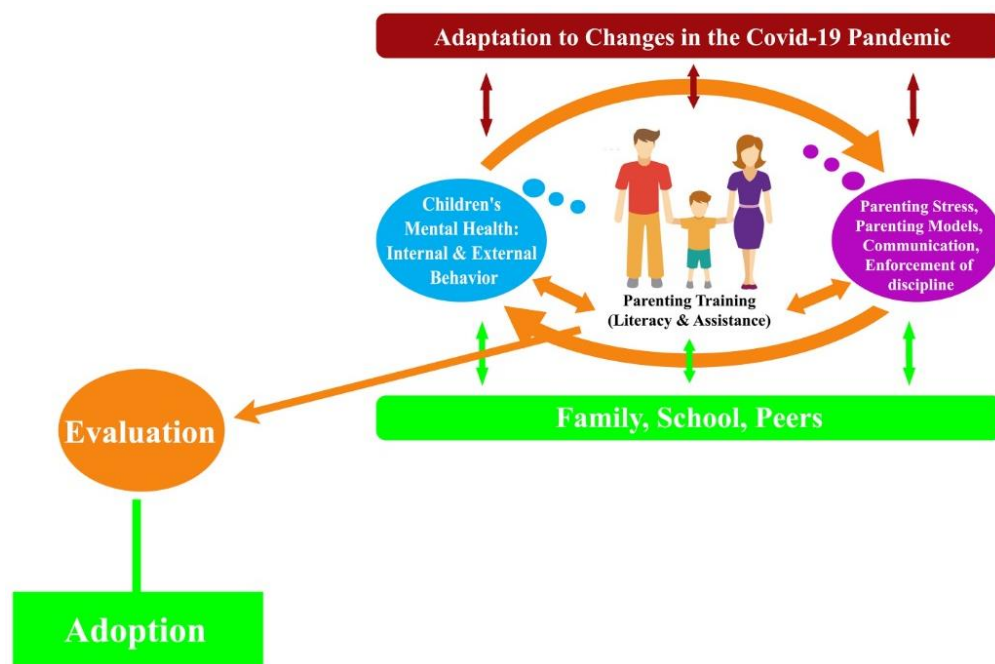 Adaptation to Changes in the Covid-19 Pandemic
Children's
Mental Health:
Internal & External
Behavior
Parenting Stress,
Parenting Models,
Communication,
Enforcement of
discipline
Parenting Training
(Literacy & Assistance)
Family, School, Peers
Evaluation
Adoption